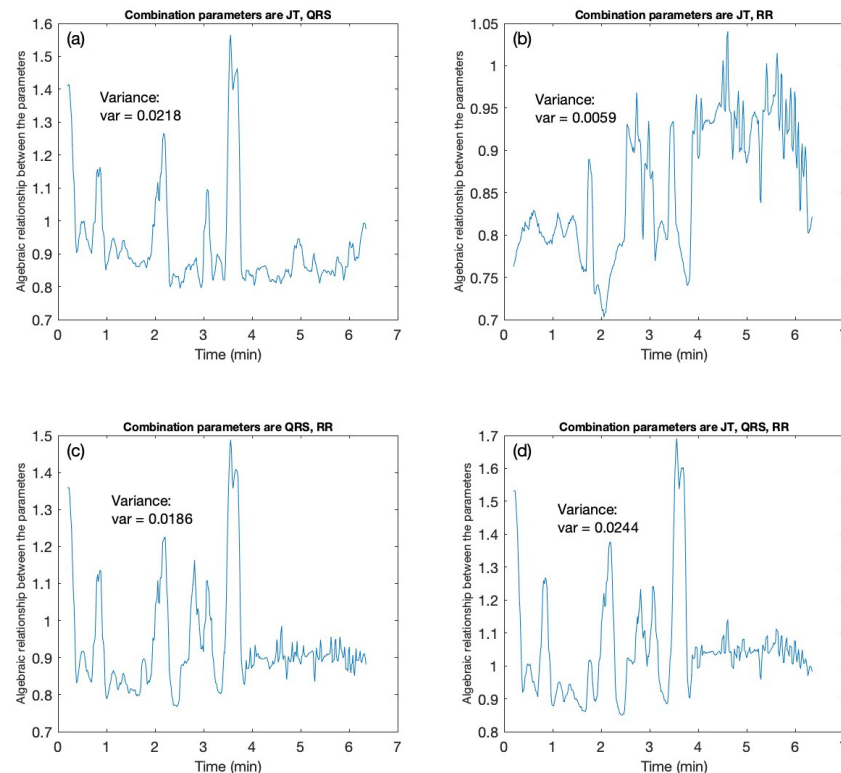 Combination parameters are JT, QRS
(a)
Variance:
var = 0.0218
Algebraic relationship between the parameters
1.6
1.5
1.4
1.3
1.2
1.1
1
0.9
0.8
0.7
0 1 2 3 4 5 6 7
Time (min)
Combination parameters are JT, RR
(b)
Variance:
var = 0.0059
Algebraic relationship between the parameters
1.05
1
0.95
0.9
0.85
0.8
0.75
0.7
0 1 2 3 4 5 6 7
Time (min)
Combination parameters are QRS, RR
(c)
Variance:
var = 0.0186
Algebraic relationship between the parameters
1.5
1.4
1.3
1.2
1.1
1
0.9
0.8
0.7
0 1 2 3 4 5 6 7
Time (min)
Combination parameters are JT, QRS, RR
(d)
Variance:
var = 0.0244
Algebraic relationship between the parameters
1.7
1.6
1.5
1.4
1.3
1.2
1.1
1
0.9
0.8
0 1 2 3 4 5 6 7
Time (min)